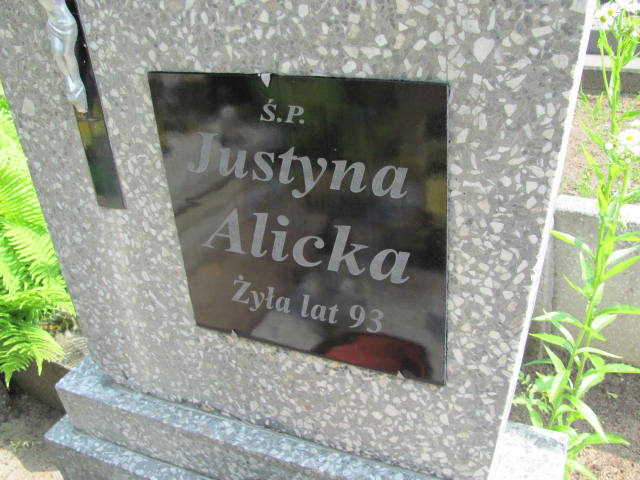 Ś.P.
Justyna
Alicka
Żyła lat 93